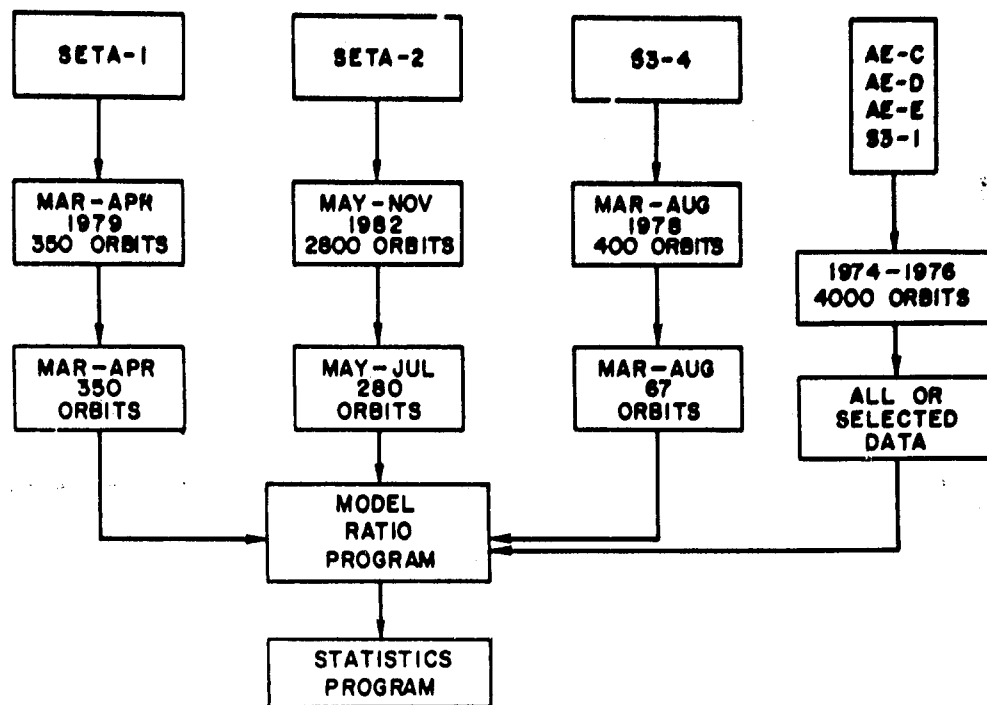 SETA-1
SETA-2
S3-4
AE-C
AE-D
AE-E
S3-1
MAR-APR
1979
350 ORBITS
MAY-NOV
1982
2800 ORBITS
MAR-AUG
1978
400 ORBITS
1974-1976
4000 ORBITS
MAR-APR
350
ORBITS
MAY-JUL
280
ORBITS
MAR-AUG
67
ORBITS
ALL OR
SELECTED
DATA
MODEL
RATIO
PROGRAM
STATISTICS
PROGRAM